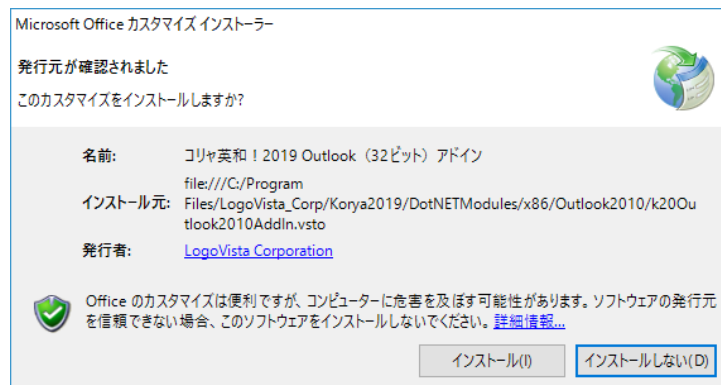 Microsoft Office カスタマイズ インストーラー
発行元が確認されました
このカスタマイズをインストールしますか?
名前: コリャ英和！2019 Outlook（32ビット）アドイン
file:///C:/Program
インストール元: Files/LogoVista_Corp/Korya2019/DotNETModules/x86/Outlook2010/k20Ou
tlook2010AddIn.vsto
発行者: LogoVista Corporation
Office のカスタマイズは便利ですが、コンピューターに危害を及ぼす可能性があります。ソフトウェアの発行元
を信頼できない場合、このソフトウェアをインストールしないでください。詳細情報...
インストール(I) インストールしない(D)